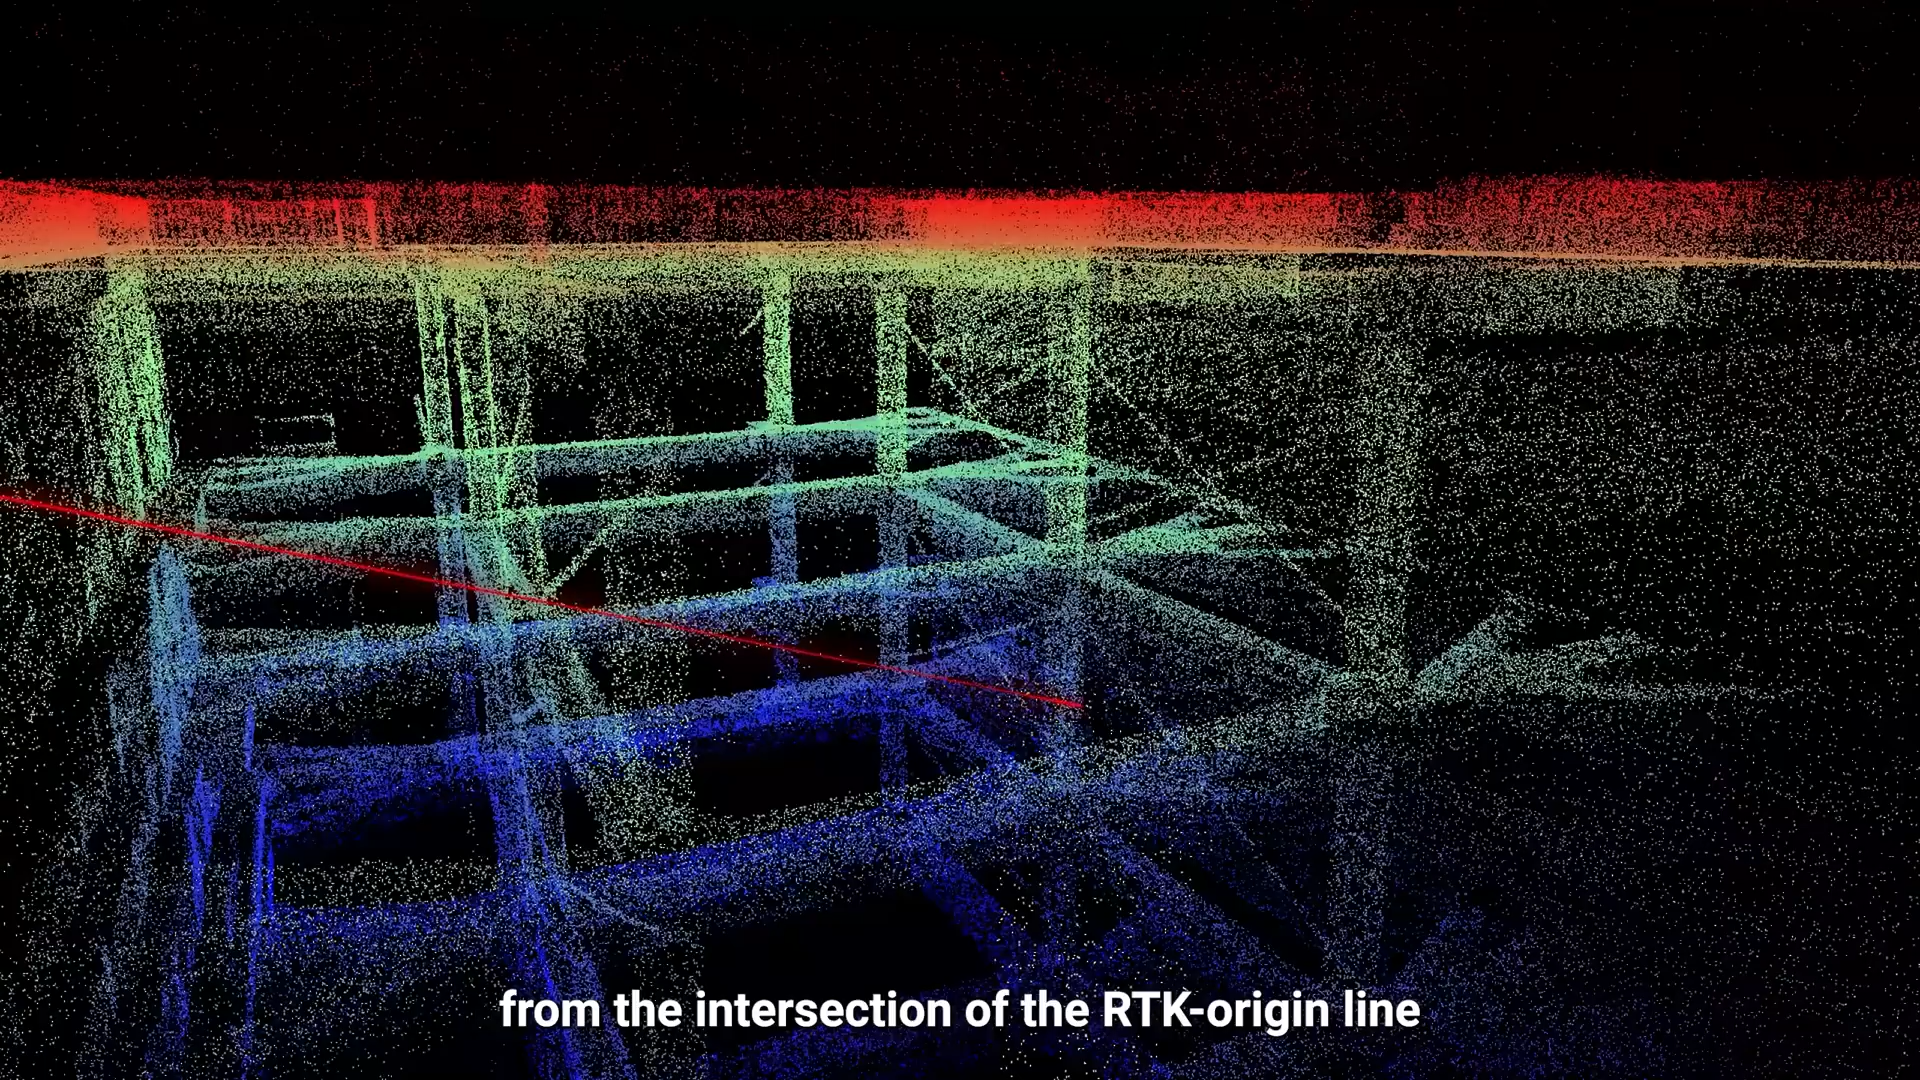 from the intersection of the RTK-origin line